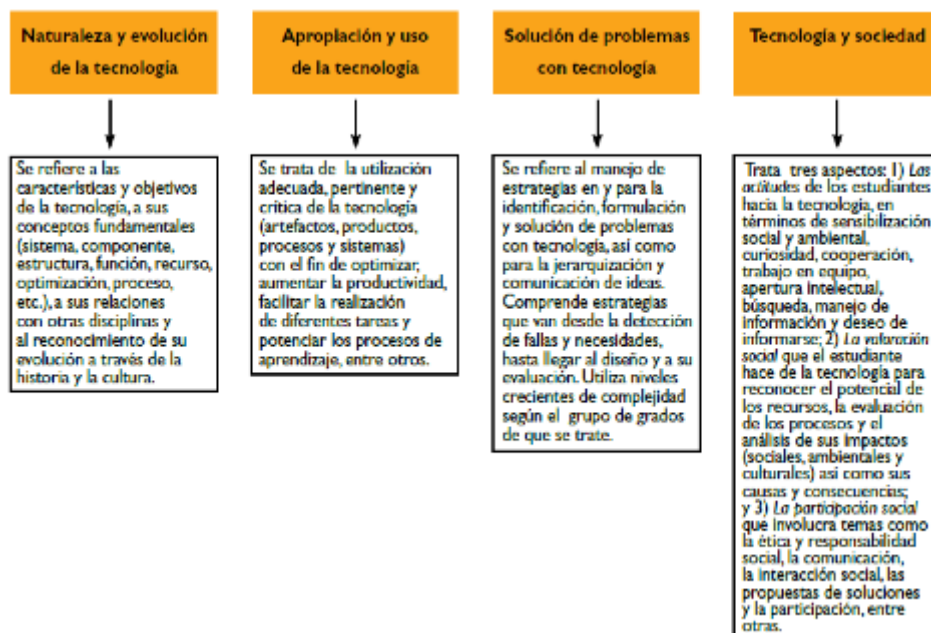 Naturaleza y evolución
de la tecnología
Se refiere a las
características y objetivos
de la tecnología, a sus
conceptos fundamentales
(sistema, componente,
estructura, función, recurso,
optimización, proceso,
etc.), a sus relaciones
con otras disciplinas y
al reconocimiento de su
evolución a través de la
historia y la cultura.
Apropiación y uso
de la tecnología
Se trata de la utilización
adecuada, pertinente y
crítica de la tecnología
(artefactos, productos,
procesos y sistemas)
con el fin de optimizar,
aumentar la productividad,
facilitar la realización
de diferentes tareas y
potenciar los procesos de
aprendizaje, entre otros.
Solución de problemas
con tecnología
Se refiere al manejo de
estrategias en y para la
identificación, formulación
y solución de problemas
con tecnología, así como
para la jerarquización y
comunicación de ideas.
Comprende estrategias
que van desde la detección
de fallas y necesidades,
hasta llegar al diseño y a su
evaluación. Utiliza niveles
crecientes de complejidad
según el grupo de grados
de que se trate.
Tecnología y sociedad
Trata tres aspectos: 1) Las
actitudes de los estudiantes
hacia la tecnología, en
términos de sensibilización
social y ambiental,
curiosidad, cooperación,
trabajo en equipo,
apertura intelectual,
búsqueda, manejo de
información y deseo de
informarse; 2) La valoración
social que el estudiante
hace de la tecnología para
reconocer el potencial de
los recursos, la evaluación
de los procesos y el
análisis de sus impactos
(sociales, ambientales y
culturales) así como sus
causas y consecuencias;
y 3) La participación social
que involucra temas como
la ética y responsabilidad
social, la comunicación,
la interacción social, las
propuestas de soluciones
y la participación, entre
otras.